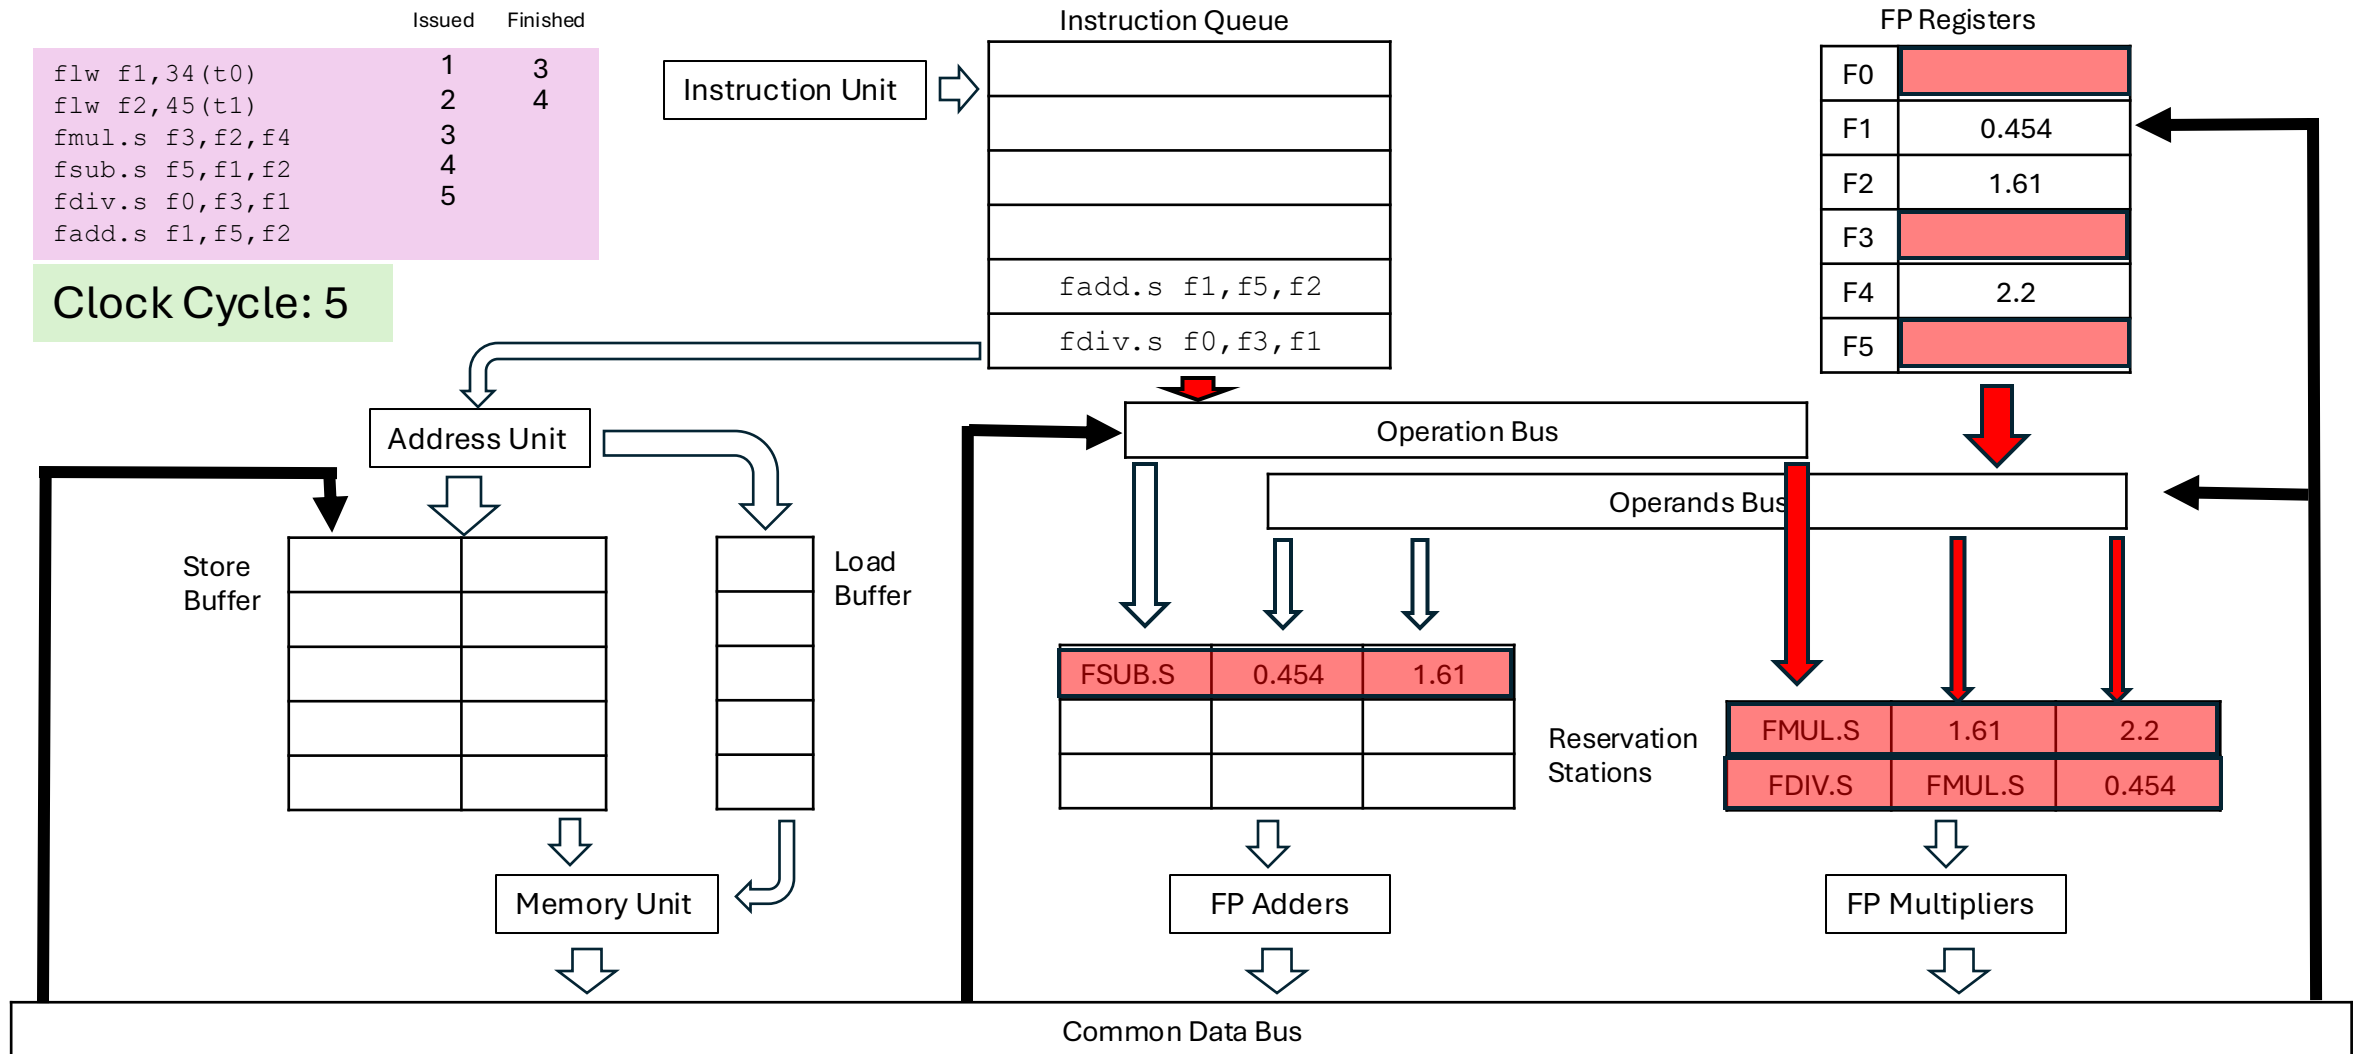 Issued Finished
flw f1,34(t0) 1 3
flw f2,45(t1) 2 4
fmul.s f3,f2,f4 3
fsub.s f5,f1,f2 4
fdiv.s f0,f3,f1 5
fadd.s f1,f5,f2
Clock Cycle: 5
Instruction Unit
Instruction Queue
fadd.s f1,f5,f2
fdiv.s f0,f3,f1
FP Registers
F0
F1 0.454
F2 1.61
F3
F4 2.2
F5
Address Unit
Operation Bus
Operands Bus
Store
Buffer
Load
Buffer
FSUB.S 0.454 1.61
Reservation
Stations
FMUL.S 1.61 2.2
FDIV.S FMUL.S 0.454
Memory Unit
FP Adders
FP Multipliers
Common Data Bus